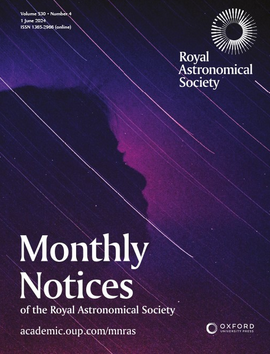 Volume 530 • Number 4
1 June 2024
ISSN 1365-2966 (online)
Royal
Astronomical
Society
Monthly
Notices
of the Royal Astronomical Society
academic.oup.com/mnras
OXFORD
UNIVERSITY PRESS